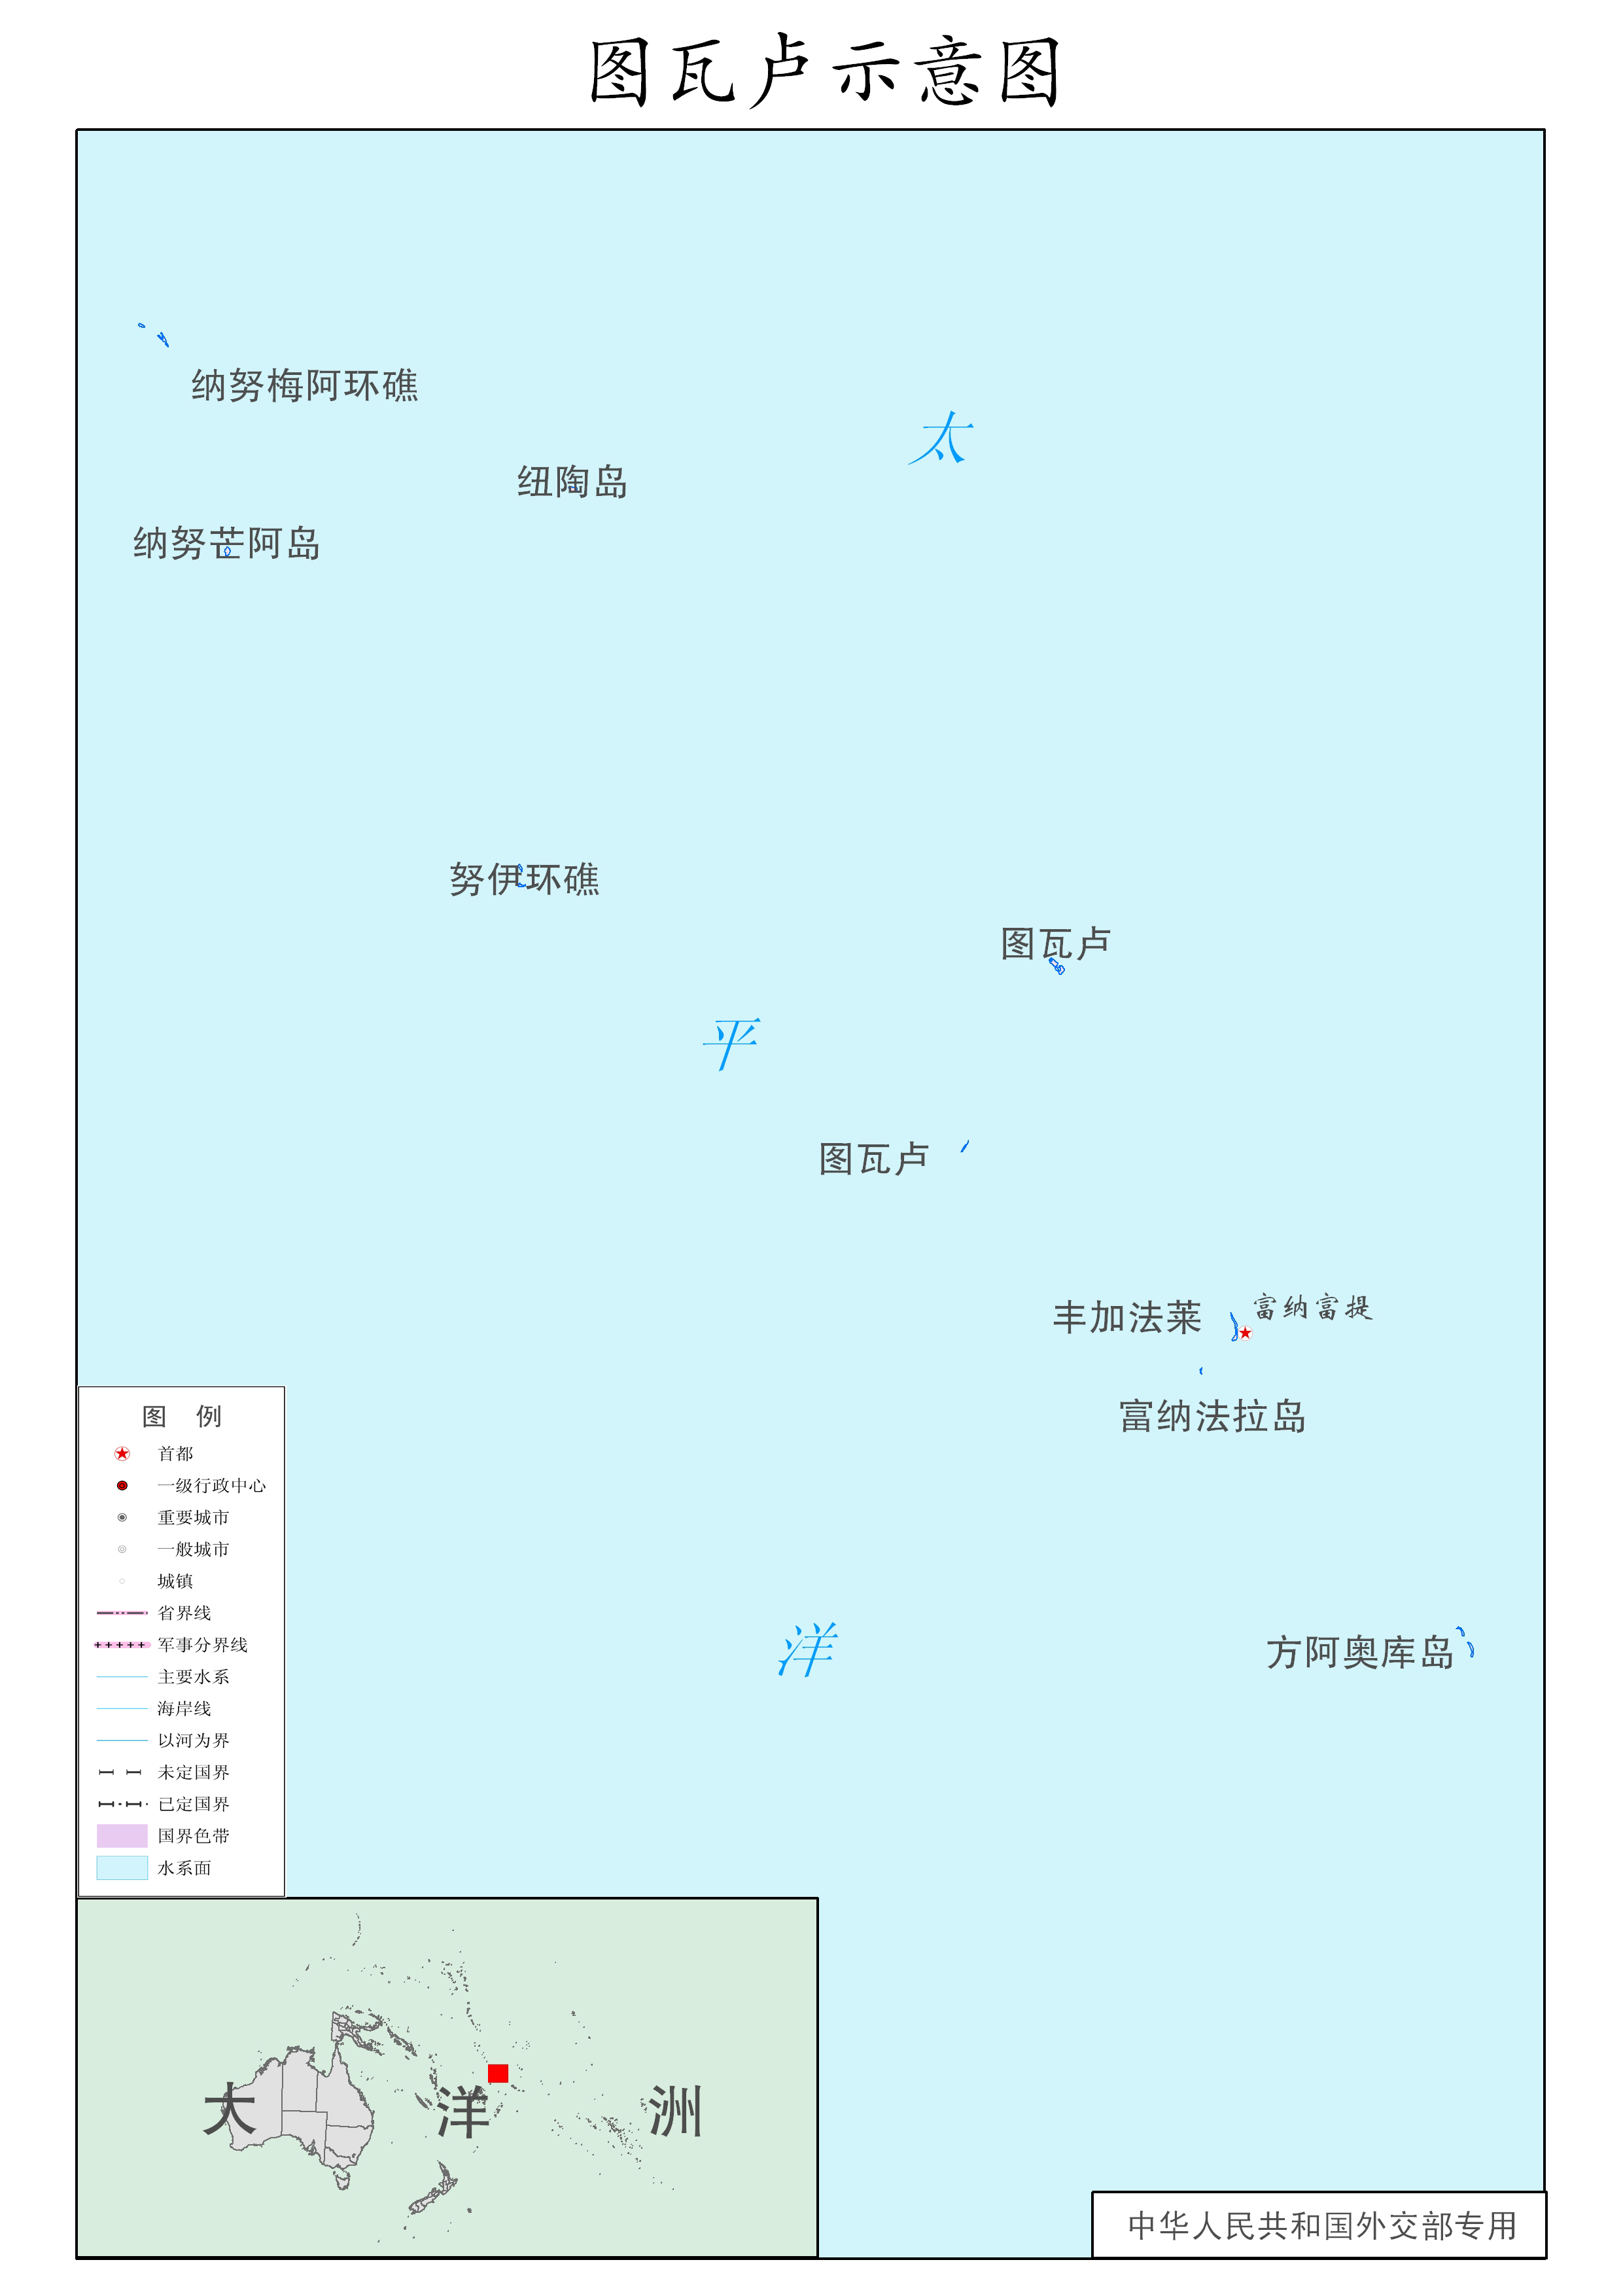 图瓦卢示意图
纳努梅阿环礁
太
纽陶岛
纳努芒阿岛
努伊环礁
图瓦卢
平
图瓦卢
丰加法莱
富纳富提
富纳法拉岛
洋
方阿奥库岛
图 例
首都
一级行政中心
重要城市
一般城市
城镇
省界线
军事分界线
主要水系
海岸线
以河为界
未定国界
已定国界
国界色带
水系面
大 洋 洲
中华人民共和国外交部专用